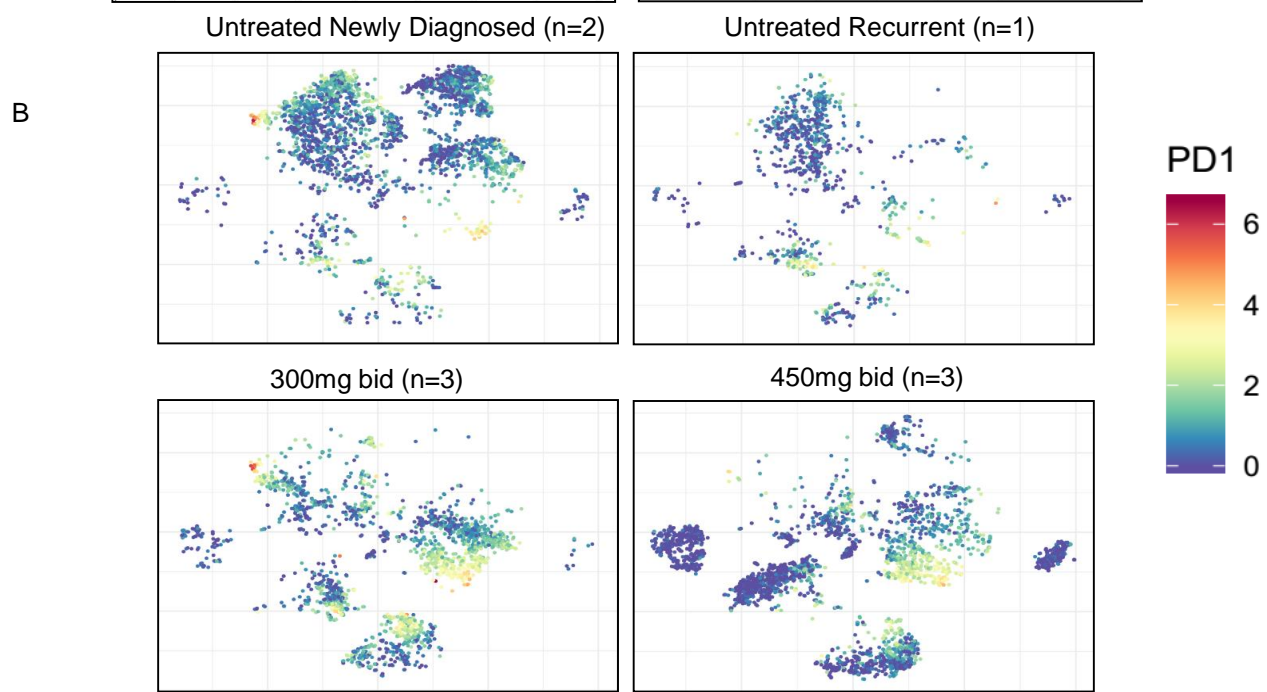 Untreated Newly Diagnosed (n=2)
Untreated Recurrent (n=1)
B
PD1
6
4
2
0
300mg bid (n=3)
450mg bid (n=3)